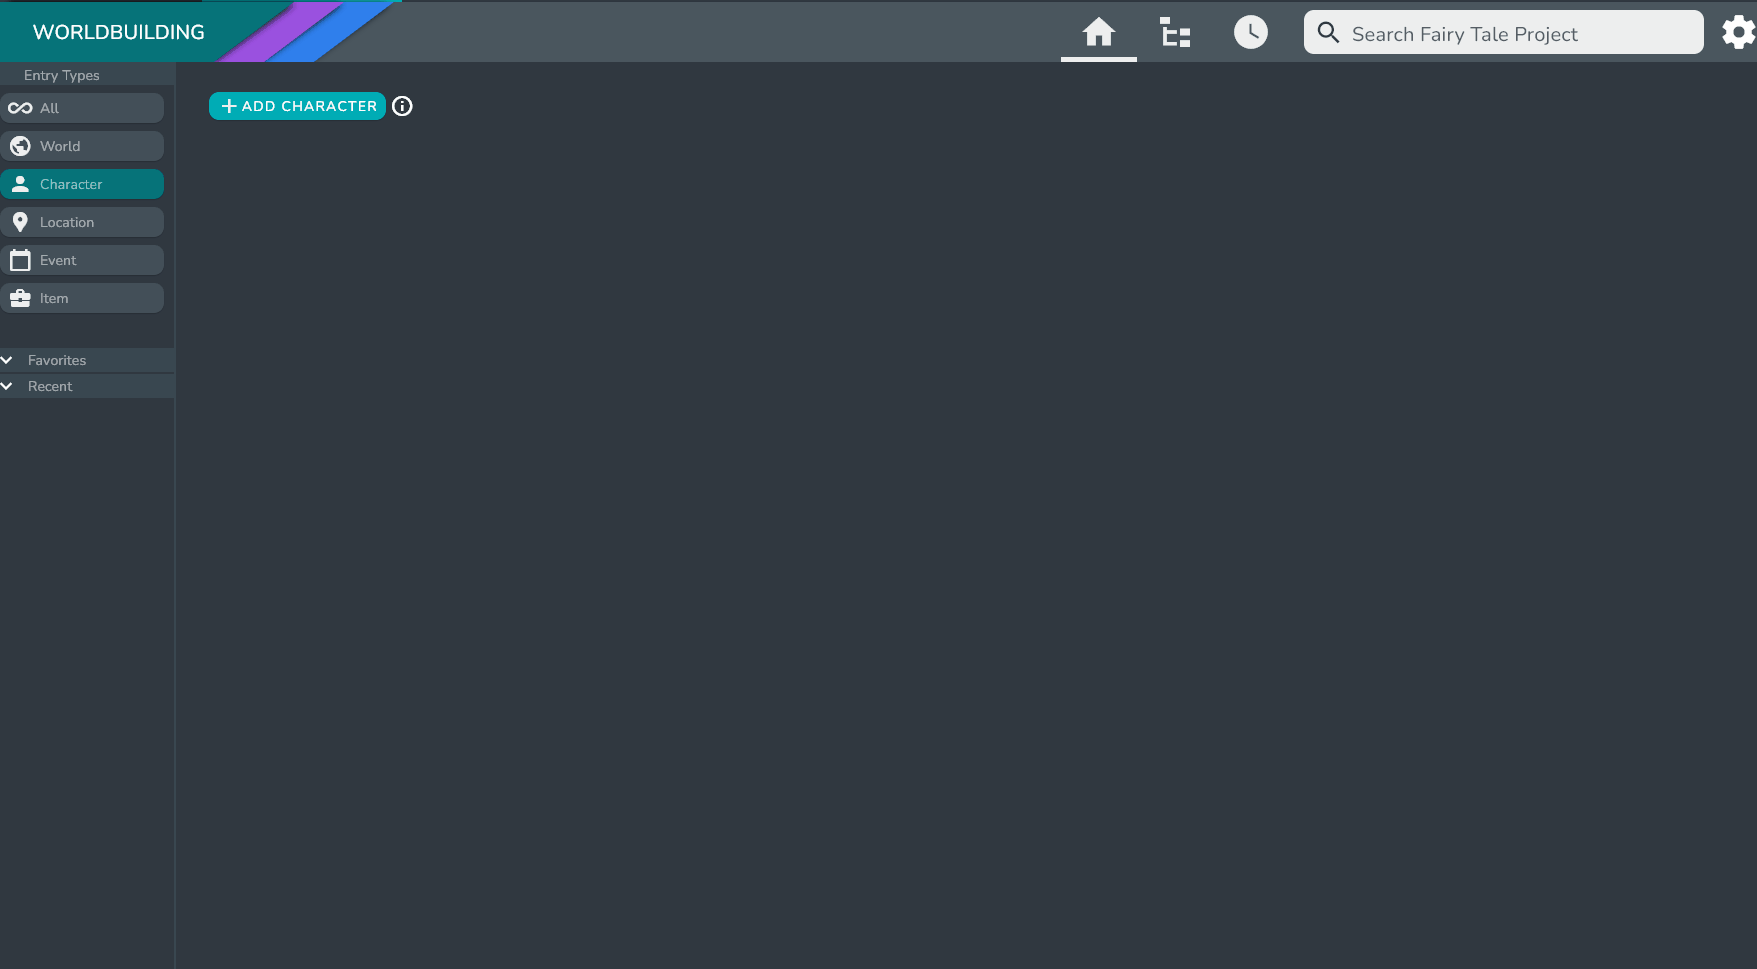 WORLDBUILDING
Search Fairy Tale Project
Entry Types
All
World
Character
Location
Event
Item
Favorites
Recent
ADD CHARACTER